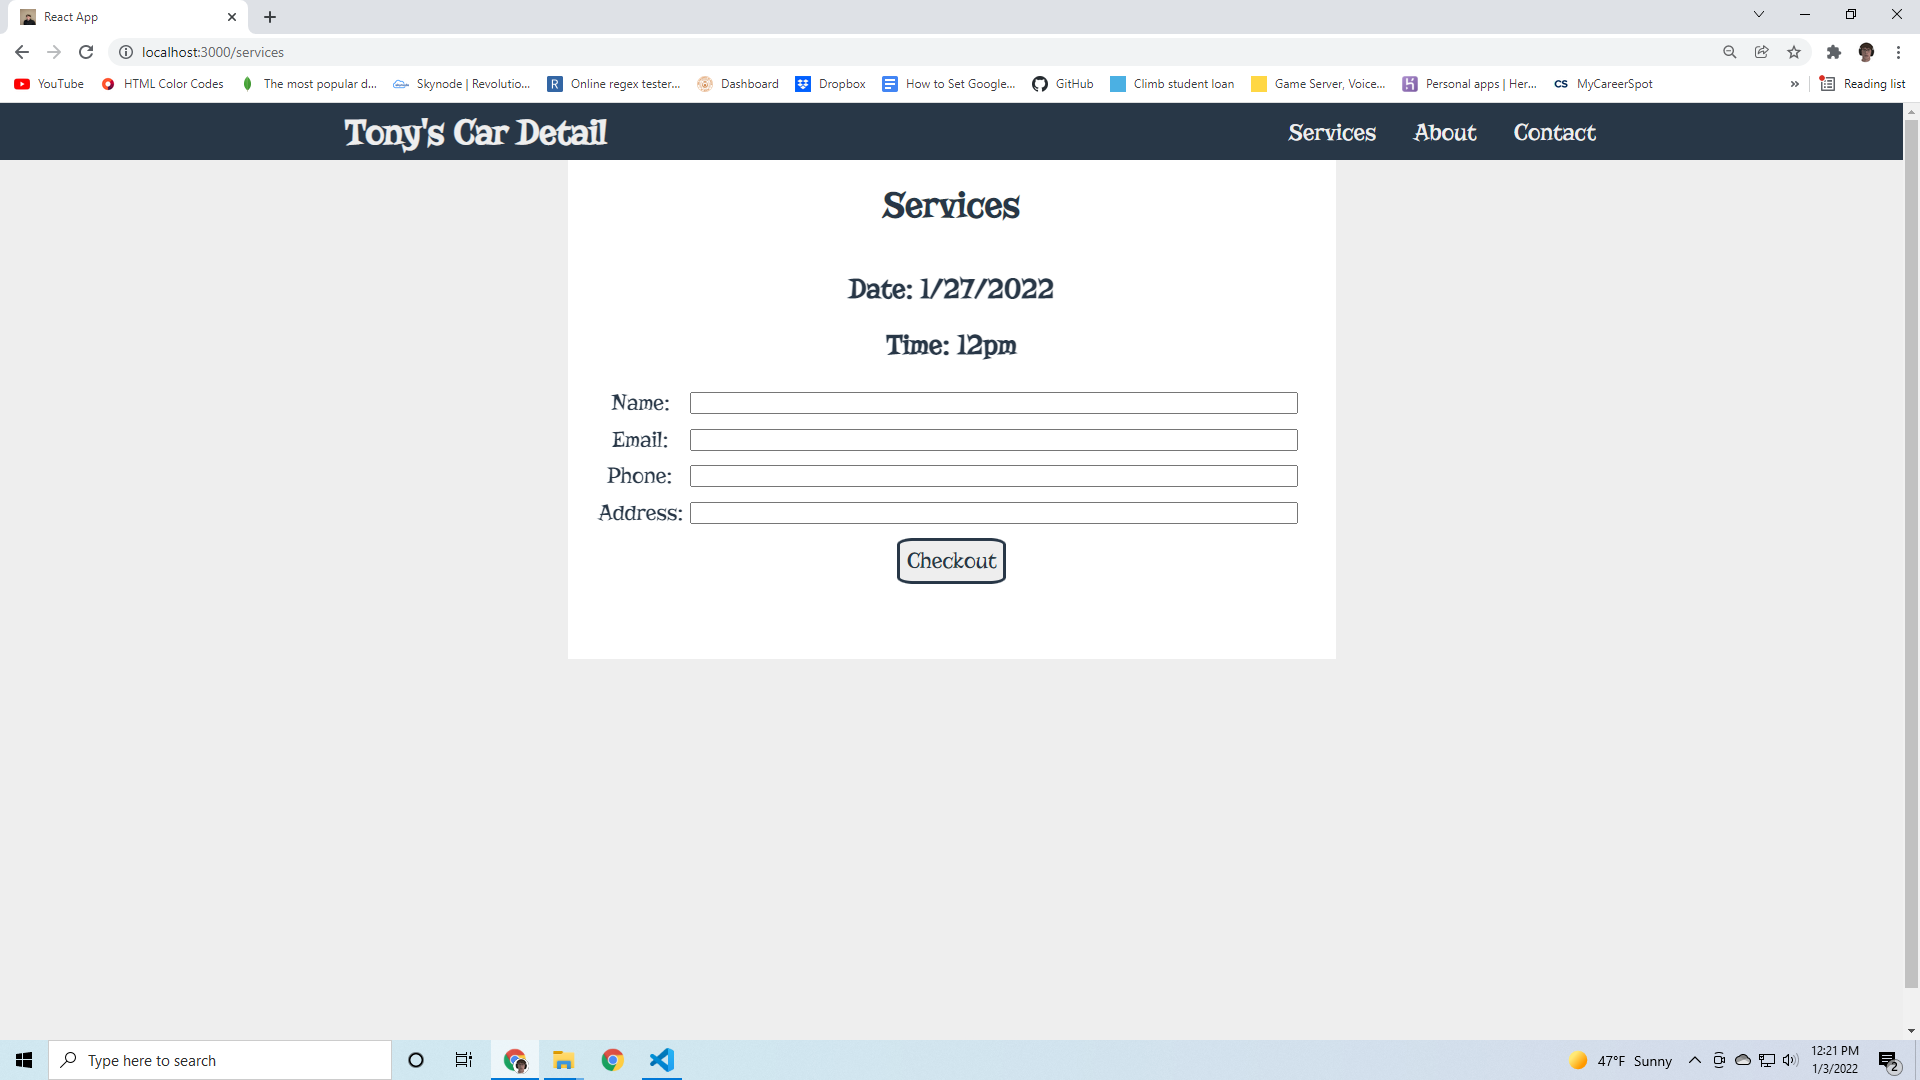 React App
localhost:3000/services
YouTube HTML Color Codes The most popular d... Skynode | Revolutio... R Online regex tester... Dashboard Dropbox How to Set Google... GitHub Climb student loan Game Server, Voice... Personal apps | Her... CS MyCareerSpot » Reading list
Tony's Car Detail Services About Contact
Services
Date: 1/27/2022
Time: 12pm
Name:
Email:
Phone:
Address:
Checkout
Type here to search
47°F Sunny
12:21 PM
1/3/2022
2